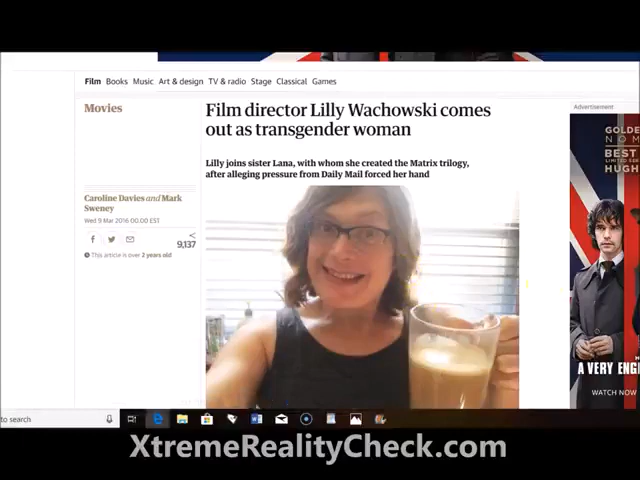 Film Books Music Art & design TV & radio Stage Classical Games
Movies
Film director Lilly Wachowski comes
out as transgender woman
Lilly joins sister Lana, with whom she created the Matrix trilogy,
after alleging pressure from Daily Mail forced her hand
Caroline Davies and Mark
Sweney
Wed 9 Mar 2016 00.00 EST
9,137
This article is over 2 years old
Advertisement
GOLDE
NOM
BEST
HUGH
A VERY ENG
WATCH NOW
to search
XtremeRealityCheck.com